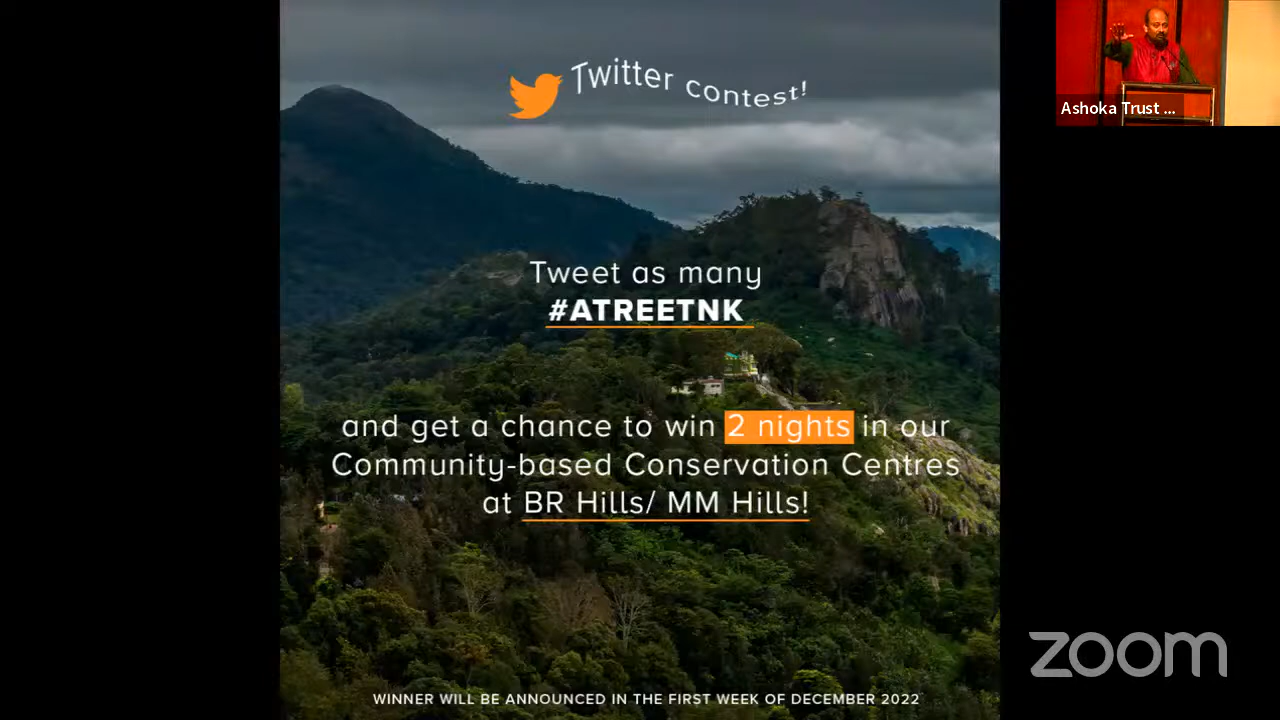 Twitter contest!
Ashoka Trust ...
Tweet as many
#ATREETNK
and get a chance to win 2 nights in our
Community-based Conservation Centres
at BR Hills/ MM Hills!
zoom
WINNER WILL BE ANNOUNCED IN THE FIRST WEEK OF DECEMBER 2022